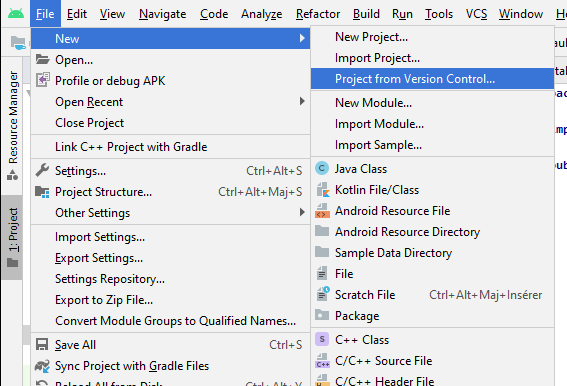 File Edit View Navigate Code Analyze Refactor Build Run Tools VCS Window
New
Open...
Profile or debug APK
Open Recent
Close Project
Link C++ Project with Gradle
Settings... Ctrl+Alt+S
Project Structure... Ctrl+Alt+Maj+S
Other Settings
Import Settings...
Export Settings...
Settings Repository...
Export to Zip File...
Convert Module Groups to Qualified Names...
Save All Ctrl+S
Sync Project with Gradle Files
Reload All from Disk Ctrl+Alt+Y
New Project...
Import Project...
Project from Version Control...
New Module...
Import Module...
Import Sample...
Java Class
Kotlin File/Class
Android Resource File
Android Resource Directory
Sample Data Directory
File
Scratch File Ctrl+Alt+Maj+Insérer
Package
C++ Class
C/C++ Source File
C/C++ Header File
Resource Manager
1: Project